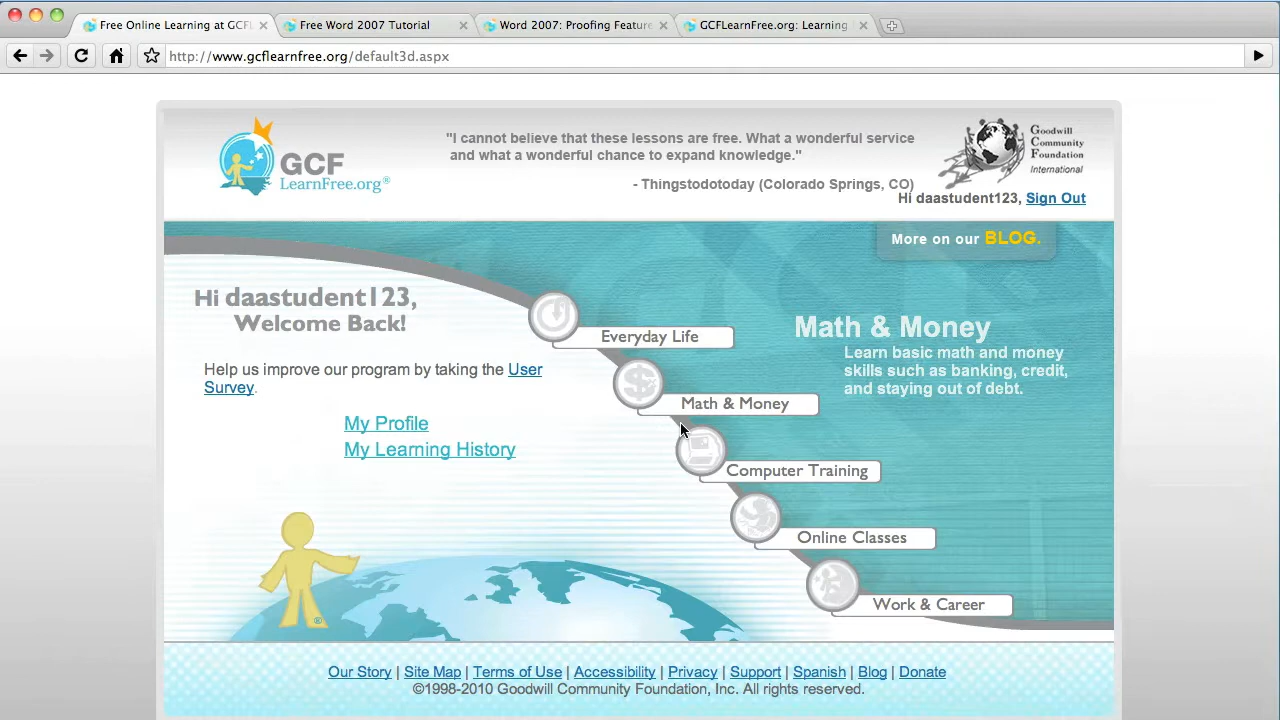 Free Online Learning at GCFL
Free Word 2007 Tutorial
Word 2007: Proofing Feature
GCFLearnFree.org: Learning
http://www.gcflearnfree.org/default3d.aspx
GCF
LearnFree.org®
"I cannot believe that these lessons are free. What a wonderful service
and what a wonderful chance to expand knowledge."
- Thingstodotoday (Colorado Springs, CO)
Goodwill
Community
Foundation
International
Hi daastudent123, Sign Out
More on our BLOG.
Hi daastudent123,
Welcome Back!
Help us improve our program by taking the User
Survey.
My Profile
My Learning History
Everyday Life
Math & Money
Computer Training
Online Classes
Work & Career
Math & Money
Learn basic math and money
skills such as banking, credit,
and staying out of debt.
®
Our Story | Site Map | Terms of Use | Accessibility | Privacy | Support | Spanish | Blog | Donate
©1998-2010 Goodwill Community Foundation, Inc. All rights reserved.